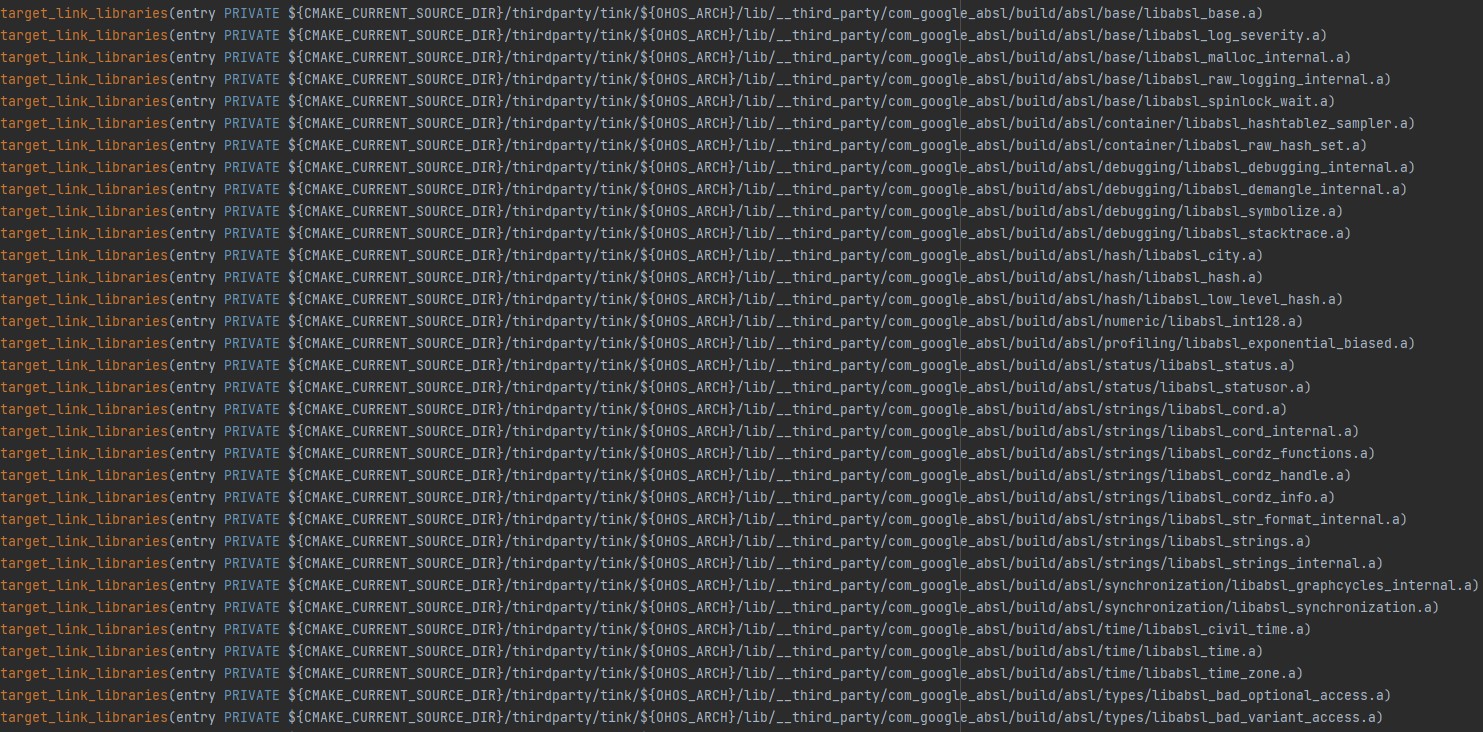 target_link_libraries(entry PRIVATE ${CMAKE_CURRENT_SOURCE_DIR}/thirdparty/tink/${OHOS_ARCH}/lib/__third_party/com_google_absl/build/absl/base/libabsl_base.a)
target_link_libraries(entry PRIVATE ${CMAKE_CURRENT_SOURCE_DIR}/thirdparty/tink/${OHOS_ARCH}/lib/__third_party/com_google_absl/build/absl/base/libabsl_log_severity.a)
target_link_libraries(entry PRIVATE ${CMAKE_CURRENT_SOURCE_DIR}/thirdparty/tink/${OHOS_ARCH}/lib/__third_party/com_google_absl/build/absl/base/libabsl_malloc_internal.a)
target_link_libraries(entry PRIVATE ${CMAKE_CURRENT_SOURCE_DIR}/thirdparty/tink/${OHOS_ARCH}/lib/__third_party/com_google_absl/build/absl/base/libabsl_raw_logging_internal.a)
target_link_libraries(entry PRIVATE ${CMAKE_CURRENT_SOURCE_DIR}/thirdparty/tink/${OHOS_ARCH}/lib/__third_party/com_google_absl/build/absl/base/libabsl_spinlock_wait.a)
target_link_libraries(entry PRIVATE ${CMAKE_CURRENT_SOURCE_DIR}/thirdparty/tink/${OHOS_ARCH}/lib/__third_party/com_google_absl/build/absl/container/libabsl_hashtablez_sampler.a)
target_link_libraries(entry PRIVATE ${CMAKE_CURRENT_SOURCE_DIR}/thirdparty/tink/${OHOS_ARCH}/lib/__third_party/com_google_absl/build/absl/container/libabsl_raw_hash_set.a)
target_link_libraries(entry PRIVATE ${CMAKE_CURRENT_SOURCE_DIR}/thirdparty/tink/${OHOS_ARCH}/lib/__third_party/com_google_absl/build/absl/debugging/libabsl_debugging_internal.a)
target_link_libraries(entry PRIVATE ${CMAKE_CURRENT_SOURCE_DIR}/thirdparty/tink/${OHOS_ARCH}/lib/__third_party/com_google_absl/build/absl/debugging/libabsl_demangle_internal.a)
target_link_libraries(entry PRIVATE ${CMAKE_CURRENT_SOURCE_DIR}/thirdparty/tink/${OHOS_ARCH}/lib/__third_party/com_google_absl/build/absl/debugging/libabsl_symbolize.a)
target_link_libraries(entry PRIVATE ${CMAKE_CURRENT_SOURCE_DIR}/thirdparty/tink/${OHOS_ARCH}/lib/__third_party/com_google_absl/build/absl/debugging/libabsl_stacktrace.a)
target_link_libraries(entry PRIVATE ${CMAKE_CURRENT_SOURCE_DIR}/thirdparty/tink/${OHOS_ARCH}/lib/__third_party/com_google_absl/build/absl/hash/libabsl_city.a)
target_link_libraries(entry PRIVATE ${CMAKE_CURRENT_SOURCE_DIR}/thirdparty/tink/${OHOS_ARCH}/lib/__third_party/com_google_absl/build/absl/hash/libabsl_hash.a)
target_link_libraries(entry PRIVATE ${CMAKE_CURRENT_SOURCE_DIR}/thirdparty/tink/${OHOS_ARCH}/lib/__third_party/com_google_absl/build/absl/hash/libabsl_low_level_hash.a)
target_link_libraries(entry PRIVATE ${CMAKE_CURRENT_SOURCE_DIR}/thirdparty/tink/${OHOS_ARCH}/lib/__third_party/com_google_absl/build/absl/numeric/libabsl_int128.a)
target_link_libraries(entry PRIVATE ${CMAKE_CURRENT_SOURCE_DIR}/thirdparty/tink/${OHOS_ARCH}/lib/__third_party/com_google_absl/build/absl/profiling/libabsl_exponential_biased.a)
target_link_libraries(entry PRIVATE ${CMAKE_CURRENT_SOURCE_DIR}/thirdparty/tink/${OHOS_ARCH}/lib/__third_party/com_google_absl/build/absl/status/libabsl_status.a)
target_link_libraries(entry PRIVATE ${CMAKE_CURRENT_SOURCE_DIR}/thirdparty/tink/${OHOS_ARCH}/lib/__third_party/com_google_absl/build/absl/status/libabsl_statusor.a)
target_link_libraries(entry PRIVATE ${CMAKE_CURRENT_SOURCE_DIR}/thirdparty/tink/${OHOS_ARCH}/lib/__third_party/com_google_absl/build/absl/strings/libabsl_cord.a)
target_link_libraries(entry PRIVATE ${CMAKE_CURRENT_SOURCE_DIR}/thirdparty/tink/${OHOS_ARCH}/lib/__third_party/com_google_absl/build/absl/strings/libabsl_cord_internal.a)
target_link_libraries(entry PRIVATE ${CMAKE_CURRENT_SOURCE_DIR}/thirdparty/tink/${OHOS_ARCH}/lib/__third_party/com_google_absl/build/absl/strings/libabsl_cordz_functions.a)
target_link_libraries(entry PRIVATE ${CMAKE_CURRENT_SOURCE_DIR}/thirdparty/tink/${OHOS_ARCH}/lib/__third_party/com_google_absl/build/absl/strings/libabsl_cordz_handle.a)
target_link_libraries(entry PRIVATE ${CMAKE_CURRENT_SOURCE_DIR}/thirdparty/tink/${OHOS_ARCH}/lib/__third_party/com_google_absl/build/absl/strings/libabsl_cordz_info.a)
target_link_libraries(entry PRIVATE ${CMAKE_CURRENT_SOURCE_DIR}/thirdparty/tink/${OHOS_ARCH}/lib/__third_party/com_google_absl/build/absl/strings/libabsl_str_format_internal.a)
target_link_libraries(entry PRIVATE ${CMAKE_CURRENT_SOURCE_DIR}/thirdparty/tink/${OHOS_ARCH}/lib/__third_party/com_google_absl/build/absl/strings/libabsl_strings.a)
target_link_libraries(entry PRIVATE ${CMAKE_CURRENT_SOURCE_DIR}/thirdparty/tink/${OHOS_ARCH}/lib/__third_party/com_google_absl/build/absl/strings/libabsl_strings_internal.a)
target_link_libraries(entry PRIVATE ${CMAKE_CURRENT_SOURCE_DIR}/thirdparty/tink/${OHOS_ARCH}/lib/__third_party/com_google_absl/build/absl/synchronization/libabsl_graphcycles_internal.a)
target_link_libraries(entry PRIVATE ${CMAKE_CURRENT_SOURCE_DIR}/thirdparty/tink/${OHOS_ARCH}/lib/__third_party/com_google_absl/build/absl/synchronization/libabsl_synchronization.a)
target_link_libraries(entry PRIVATE ${CMAKE_CURRENT_SOURCE_DIR}/thirdparty/tink/${OHOS_ARCH}/lib/__third_party/com_google_absl/build/absl/time/libabsl_civil_time.a)
target_link_libraries(entry PRIVATE ${CMAKE_CURRENT_SOURCE_DIR}/thirdparty/tink/${OHOS_ARCH}/lib/__third_party/com_google_absl/build/absl/time/libabsl_time.a)
target_link_libraries(entry PRIVATE ${CMAKE_CURRENT_SOURCE_DIR}/thirdparty/tink/${OHOS_ARCH}/lib/__third_party/com_google_absl/build/absl/time/libabsl_time_zone.a)
target_link_libraries(entry PRIVATE ${CMAKE_CURRENT_SOURCE_DIR}/thirdparty/tink/${OHOS_ARCH}/lib/__third_party/com_google_absl/build/absl/types/libabsl_bad_optional_access.a)
target_link_libraries(entry PRIVATE ${CMAKE_CURRENT_SOURCE_DIR}/thirdparty/tink/${OHOS_ARCH}/lib/__third_party/com_google_absl/build/absl/types/libabsl_bad_variant_access.a)